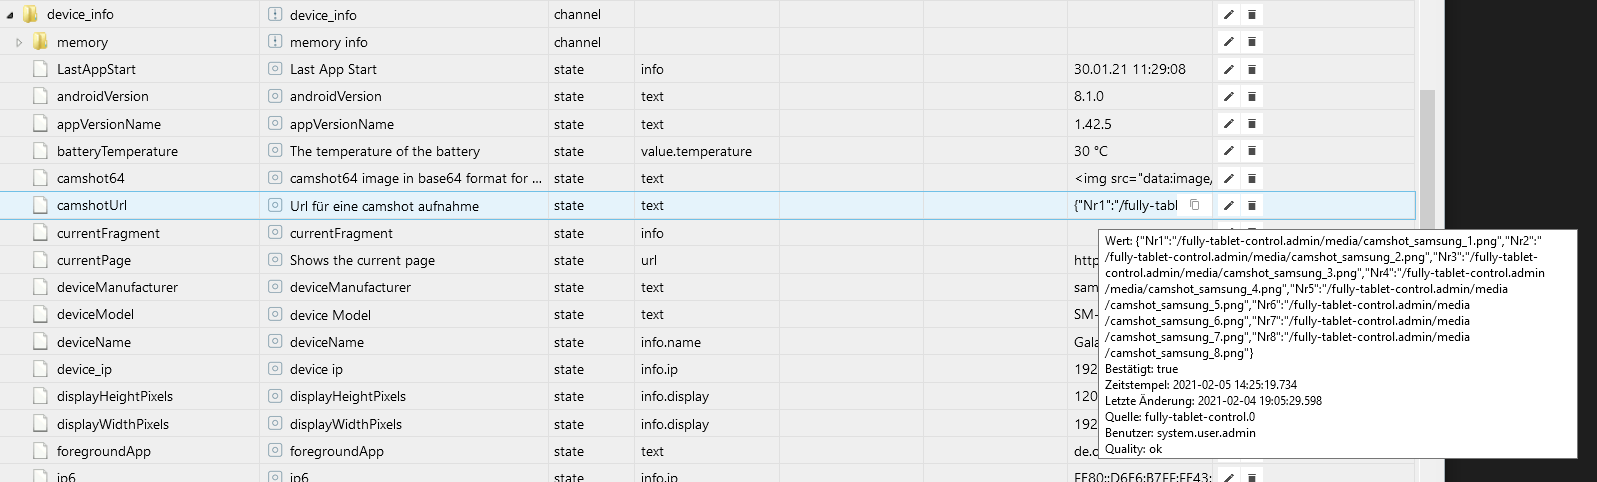 device_info device_info channel
memory memory info channel
LastAppStart Last App Start state info 30.01.21 11:29:08
androidVersion androidVersion state text 8.1.0
appVersionName appVersionName state text 1.42.5
batteryTemperature The temperature of the battery state value.temperature 30 °C
camshot64 camshot64 image in base64 format for ... state text <img src="data:image,
camshotUrl Url für eine camshot aufnahme state text {"Nr1":"/fully-tabl
currentFragment currentFragment state info
currentPage Shows the current page state url http
deviceManufacturer deviceManufacturer state text sam
deviceModel device Model state text SM-
deviceName deviceName state info.name Gala
device_ip device ip state info.ip 192
displayHeightPixels displayHeightPixels state info.display 120
displayWidthPixels displayWidthPixels state info.display 192
foregroundApp foregroundApp state text de.c
ip6 ip6 state info.ip
Wert: {"Nr1":"/fully-tablet-control.admin/media/camshot_samsung_1.png","Nr2":"
/fully-tablet-control.admin/media/camshot_samsung_2.png","Nr3":"/fully-tablet-
control.admin/media/camshot_samsung_3.png","Nr4":"/fully-tablet-control.admin
/media/camshot_samsung_4.png","Nr5":"/fully-tablet-control.admin/media
/camshot_samsung_5.png","Nr6":"/fully-tablet-control.admin/media
/camshot_samsung_6.png","Nr7":"/fully-tablet-control.admin/media
/camshot_samsung_7.png","Nr8":"/fully-tablet-control.admin/media
/camshot_samsung_8.png"}
Bestätigt: true
Zeitstempel: 2021-02-05 14:25:19.734
Letzte Änderung: 2021-02-04 19:05:29.598
Quelle: fully-tablet-control.0
Benutzer: system.user.admin
Quality: ok